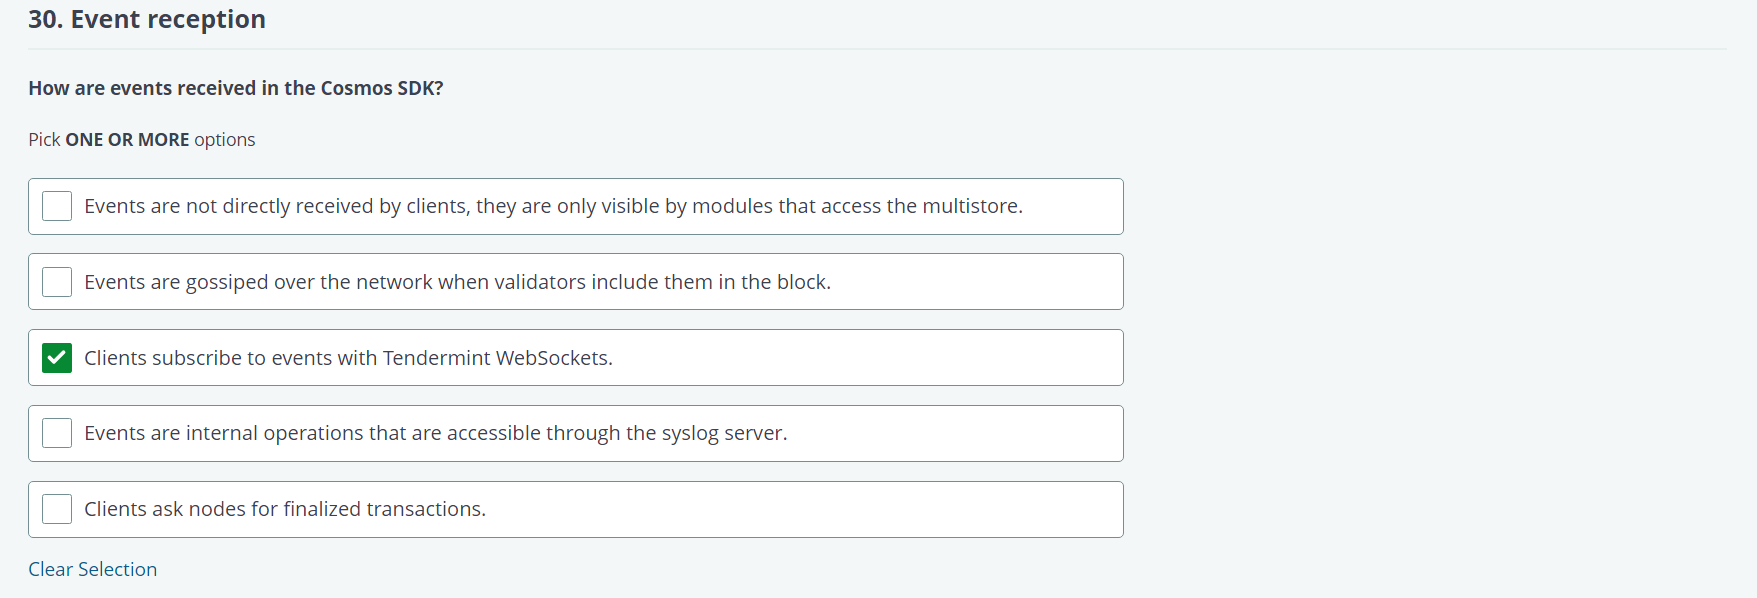 30. Event reception
How are events received in the Cosmos SDK?
Pick ONE OR MORE options
Events are not directly received by clients, they are only visible by modules that access the multistore.
Events are gossiped over the network when validators include them in the block.
Clients subscribe to events with Tendermint WebSockets.
Events are internal operations that are accessible through the syslog server.
Clients ask nodes for finalized transactions.
Clear Selection